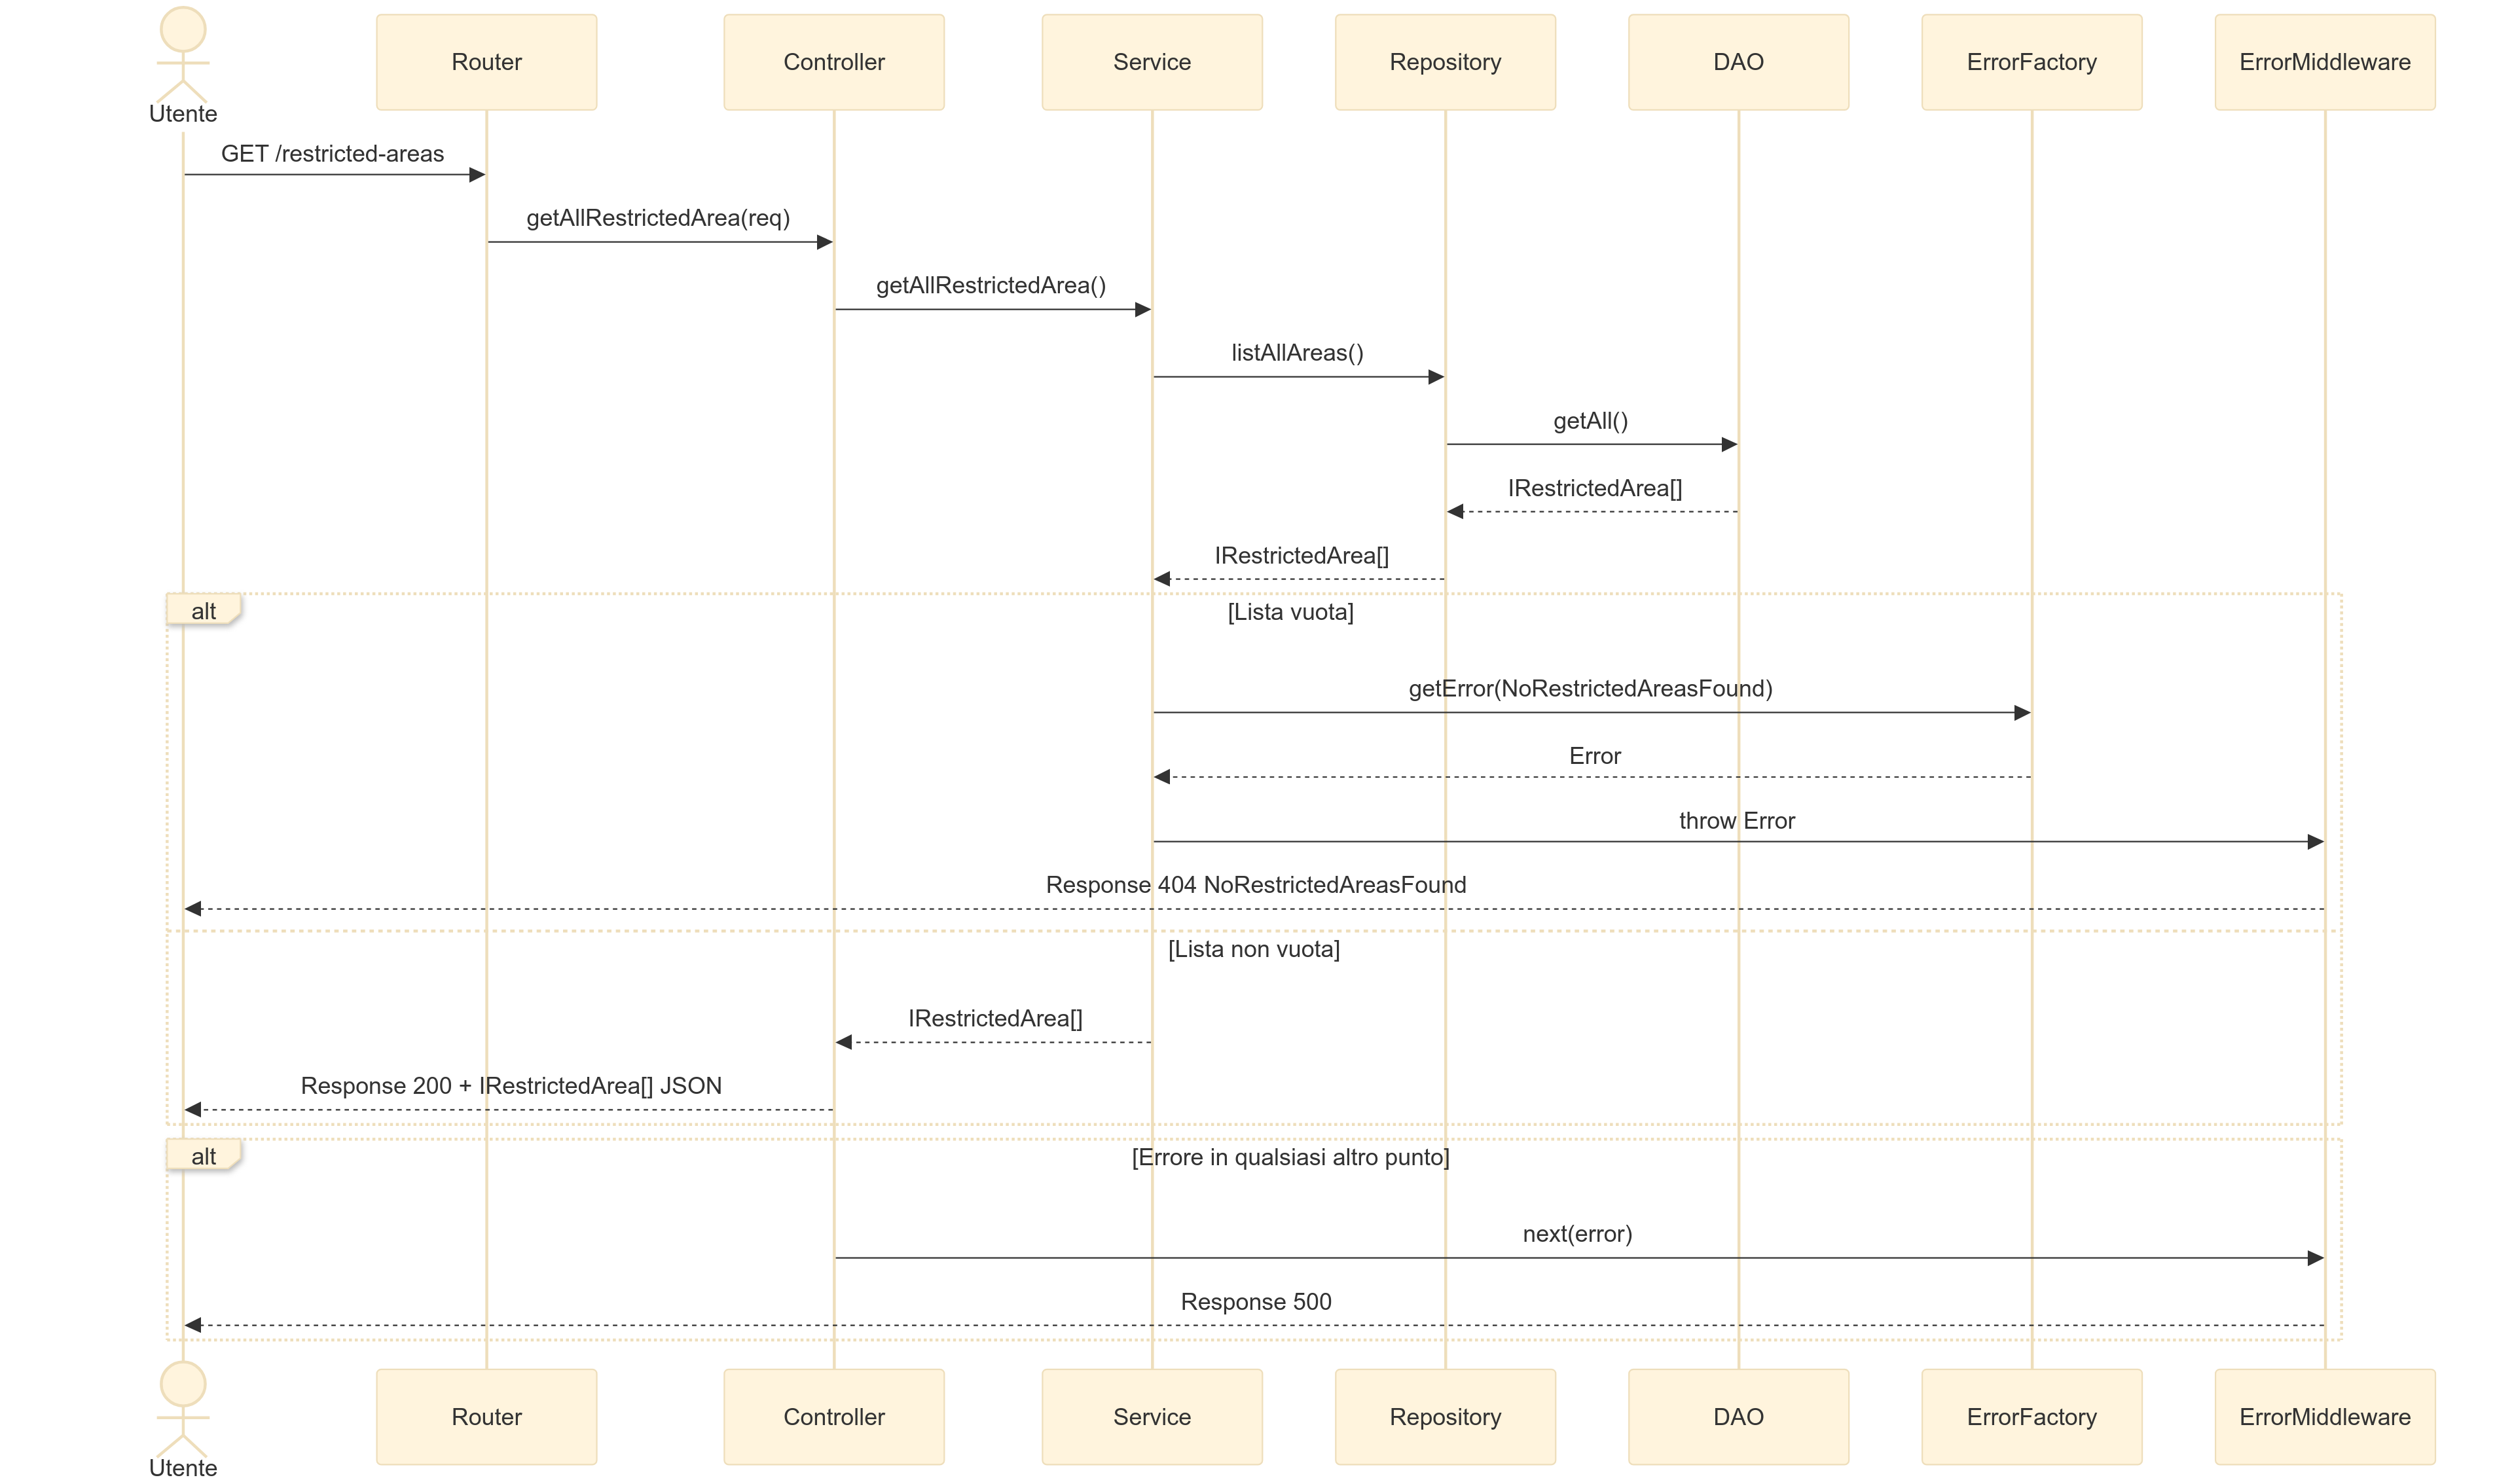 Utente
Router
Controller
Service
Repository
DAO
ErrorFactory
ErrorMiddleware
GET /restricted-areas
getAllRestrictedArea(req)
getAllRestrictedArea()
listAllAreas()
getAll()
IRestrictedArea[]
IRestrictedArea[]
alt
[Lista vuota]
getError(NoRestrictedAreasFound)
Error
throw Error
Response 404 NoRestrictedAreasFound
[Lista non vuota]
IRestrictedArea[]
Response 200 + IRestrictedArea[] JSON
alt
[Errore in qualsiasi altro punto]
next(error)
Response 500
Utente
Router
Controller
Service
Repository
DAO
ErrorFactory
ErrorMiddleware